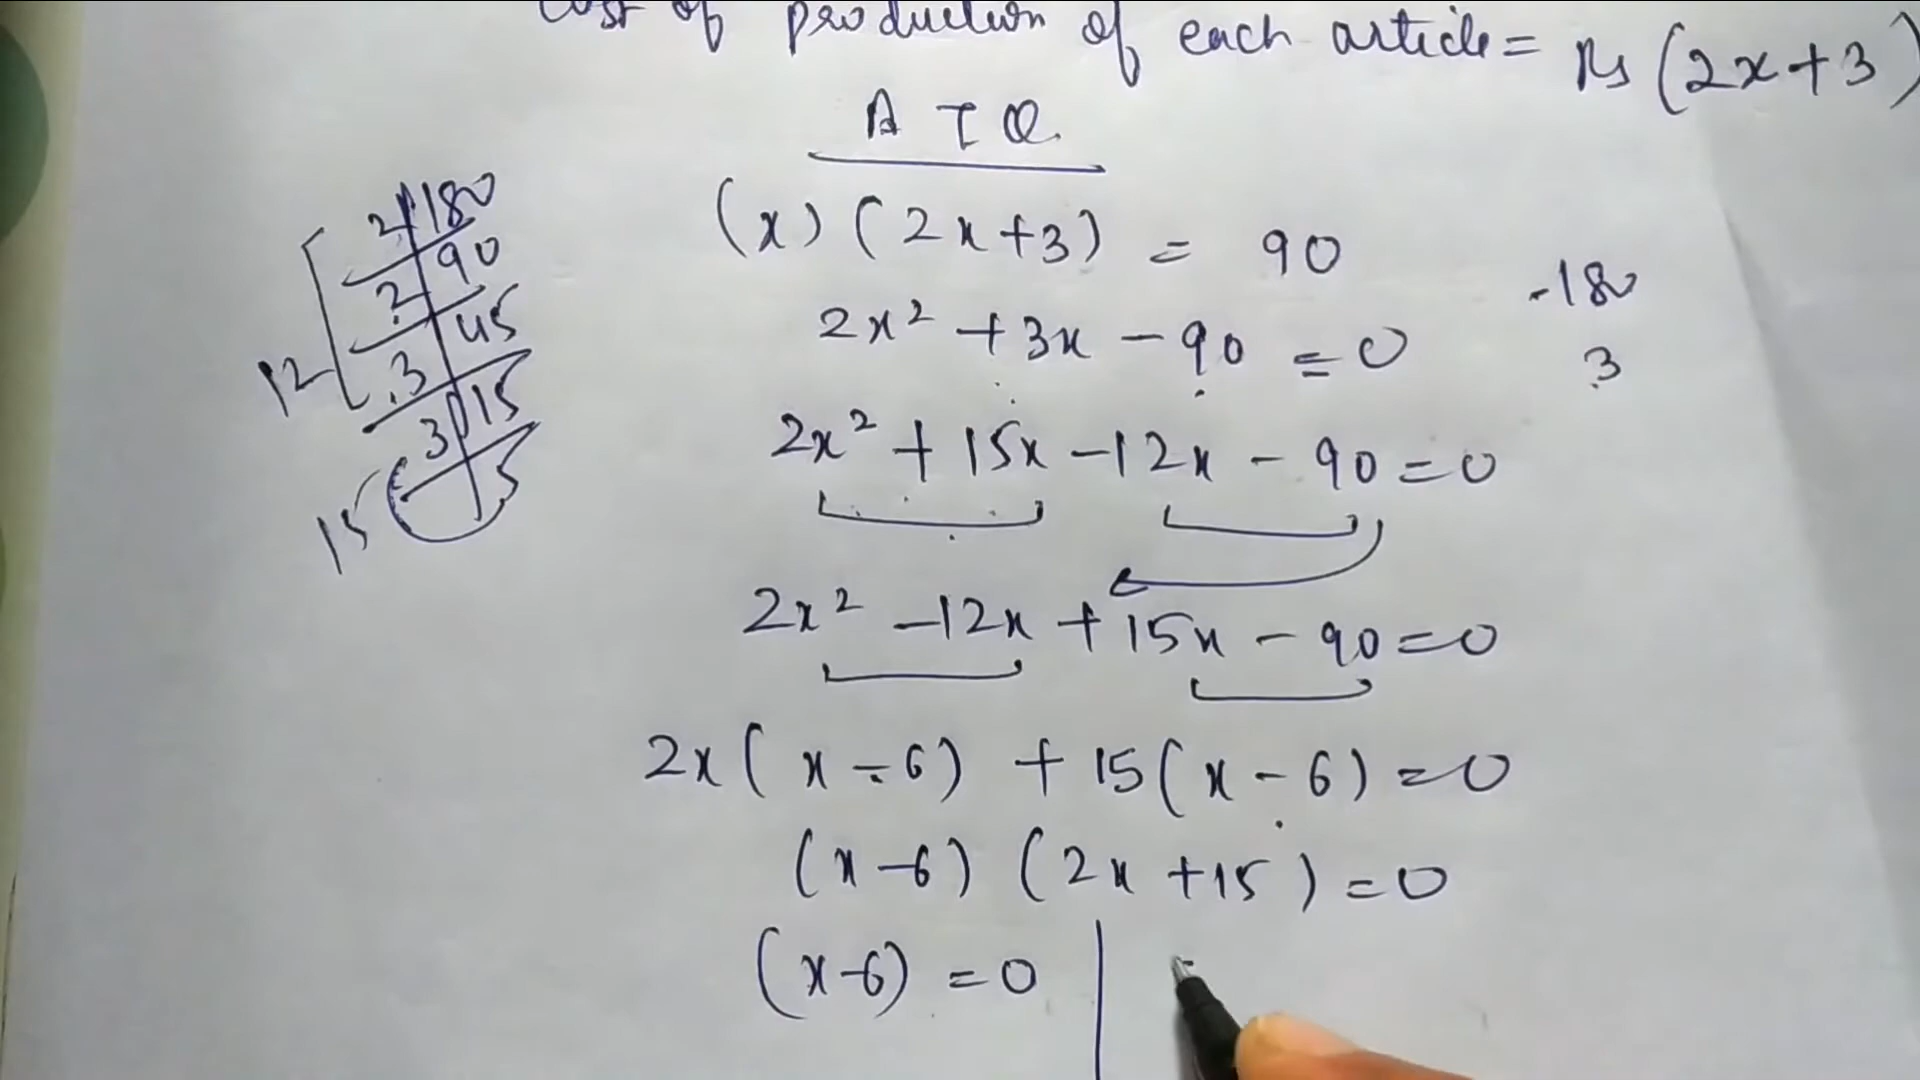 Cost of production of each article = Rs (2x+3)
A T Q
(x) (2x+3) = 90
2x² + 3x - 90 = 0
2x² + 15x - 12x - 90 = 0
2x² - 12x + 15x - 90 = 0
2x (x - 6) + 15 (x - 6) = 0
(x-6) (2x + 15) = 0
(x-6) = 0
2 180
2 90
3 45
3 15
5
12
15
-180
3